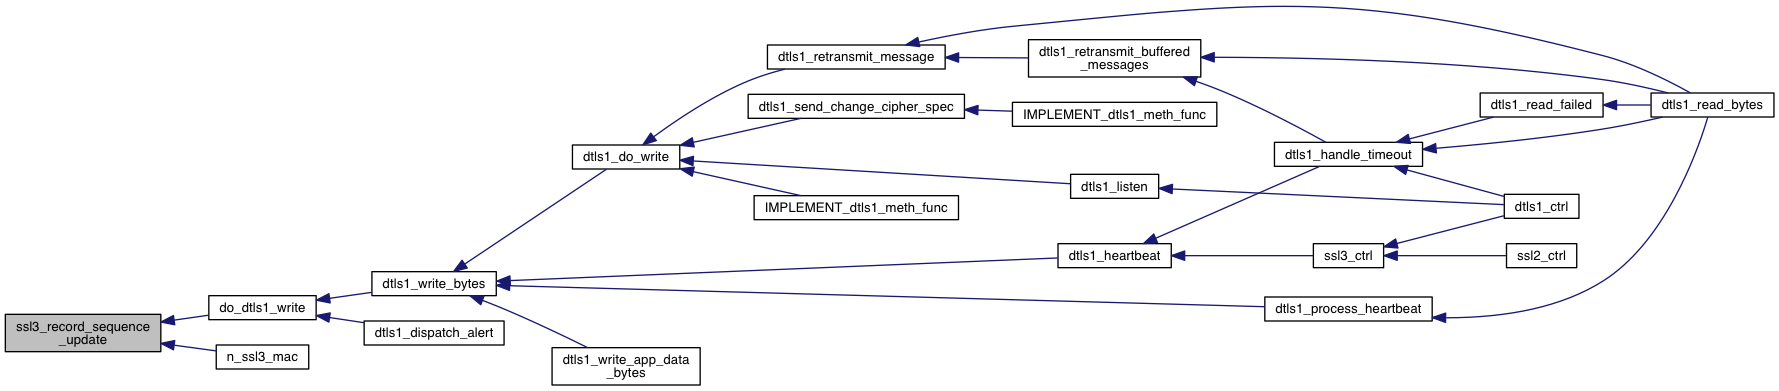 dtls1_retransmit_message
dtls1_retransmit_buffered
_messages
dtls1_send_change_cipher_spec
IMPLEMENT_dtls1_meth_func
dtls1_read_failed
dtls1_read_bytes
dtls1_do_write
dtls1_handle_timeout
dtls1_listen
IMPLEMENT_dtls1_meth_func
dtls1_ctrl
dtls1_heartbeat
ssl3_ctrl
ssl2_ctrl
dtls1_write_bytes
do_dtls1_write
dtls1_process_heartbeat
ssl3_record_sequence
_update
dtls1_dispatch_alert
n_ssl3_mac
dtls1_write_app_data
_bytes